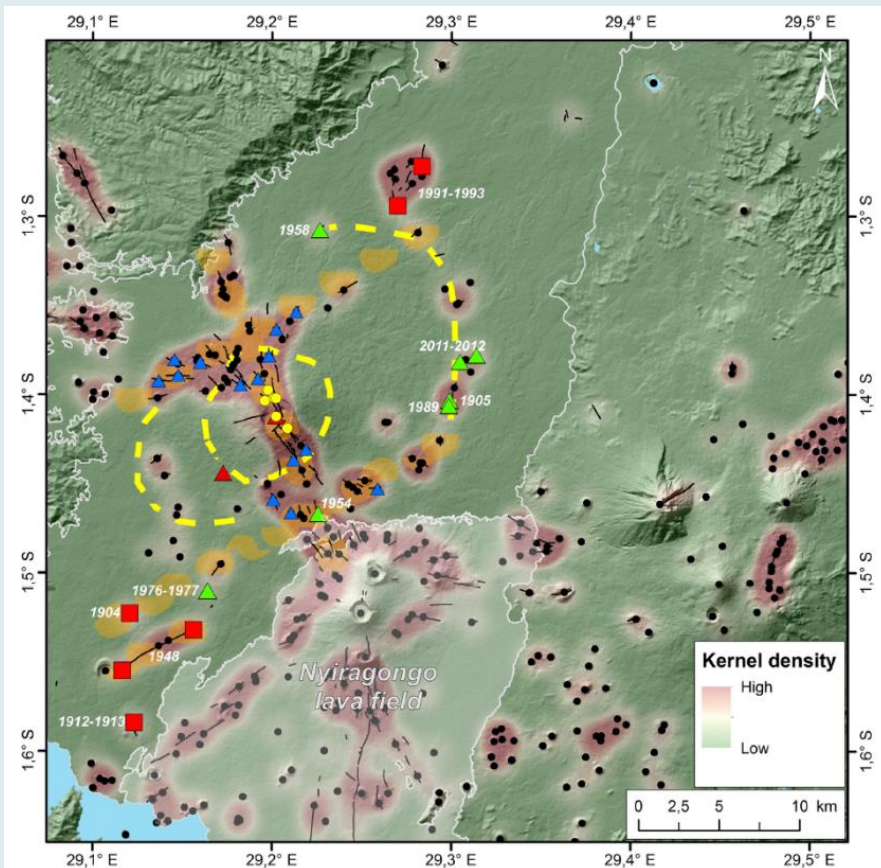 29,1° E
29,2° E
29,3° E
29,4° E
29,5° E
N
1,3°S
1,3°S
1991-1993
1958
2011-2012
1,4°S
1,4°S
1905
1989
1954
1,5°S
1,5°S
1976-1977
1904
1948
Nyiragongo
lava field
Kernel density
High
Low
1912-1913
1,6°S
1,6°S
0 2,5 5 10 km
29,1° E
29,2° E
29,3° E
29,4° E
29,5° E